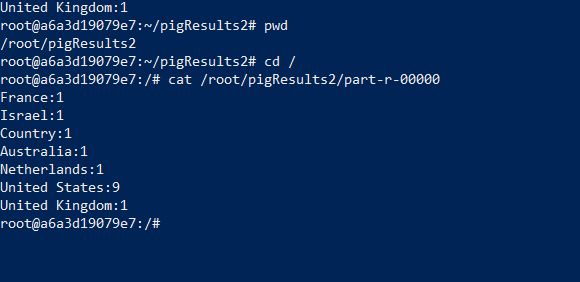 United Kingdom:1
root@a6a3d19079e7:~/pigResults2# pwd
/root/pigResults2
root@a6a3d19079e7:~/pigResults2# cd /
root@a6a3d19079e7:/# cat /root/pigResults2/part-r-00000
France:1
Israel:1
Country:1
Australia:1
Netherlands:1
United States:9
United Kingdom:1
root@a6a3d19079e7:/#